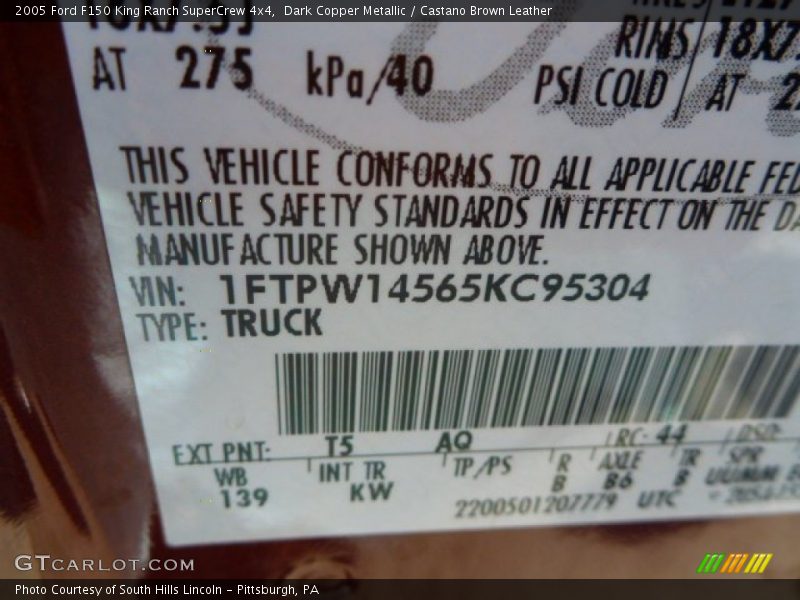 2005 Ford F150 King Ranch SuperCrew 4x4, Dark Copper Metallic / Castano Brown Leather
RIMS 18X7.
AT 275 kPa/40 PSI COLD AT
THIS VEHICLE CONFORMS TO ALL APPLICABLE FED
VEHICLE SAFETY STANDARDS IN EFFECT ON THE DA
MANUFACTURE SHOWN ABOVE.
VIN: 1FTPW14565KC95304
TYPE: TRUCK
EXT PNT: T5 AQ RC: 44 DSO:
WB INT TR TP/PS R AXLE TR SPR
139 KW B B6 B
2200501207779 UTC
GTCARLOT.COM
Photo Courtesy of South Hills Lincoln - Pittsburgh, PA